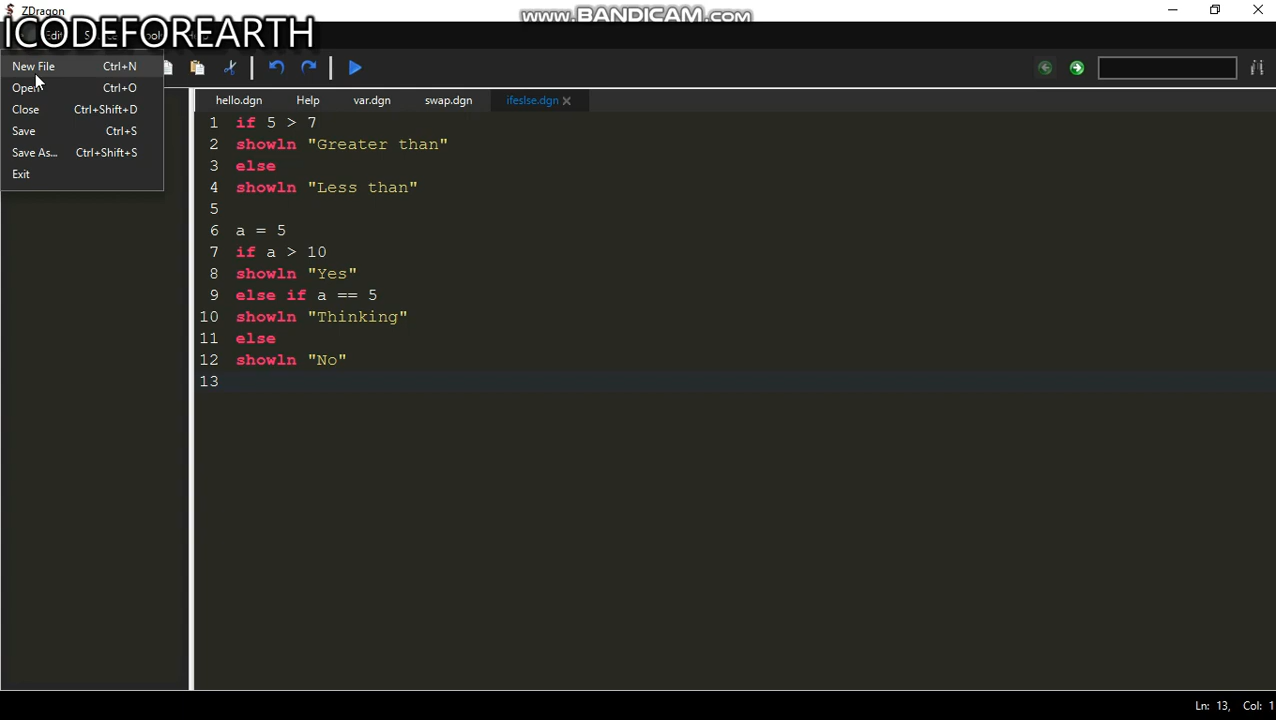 ZDragon
www.BANDICAM.com
ICODEFOREARTH
New File Ctrl+N
Open Ctrl+O
Close Ctrl+Shift+D
Save Ctrl+S
Save As... Ctrl+Shift+S
Exit
hello.dgn Help var.dgn swap.dgn ifeslse.dgn
1 if 5 > 7
2 showln "Greater than"
3 else
4 showln "Less than"
5
6 a = 5
7 if a > 10
8 showln "Yes"
9 else if a == 5
10 showln "Thinking"
11 else
12 showln "No"
13
Ln: 13, Col: 1